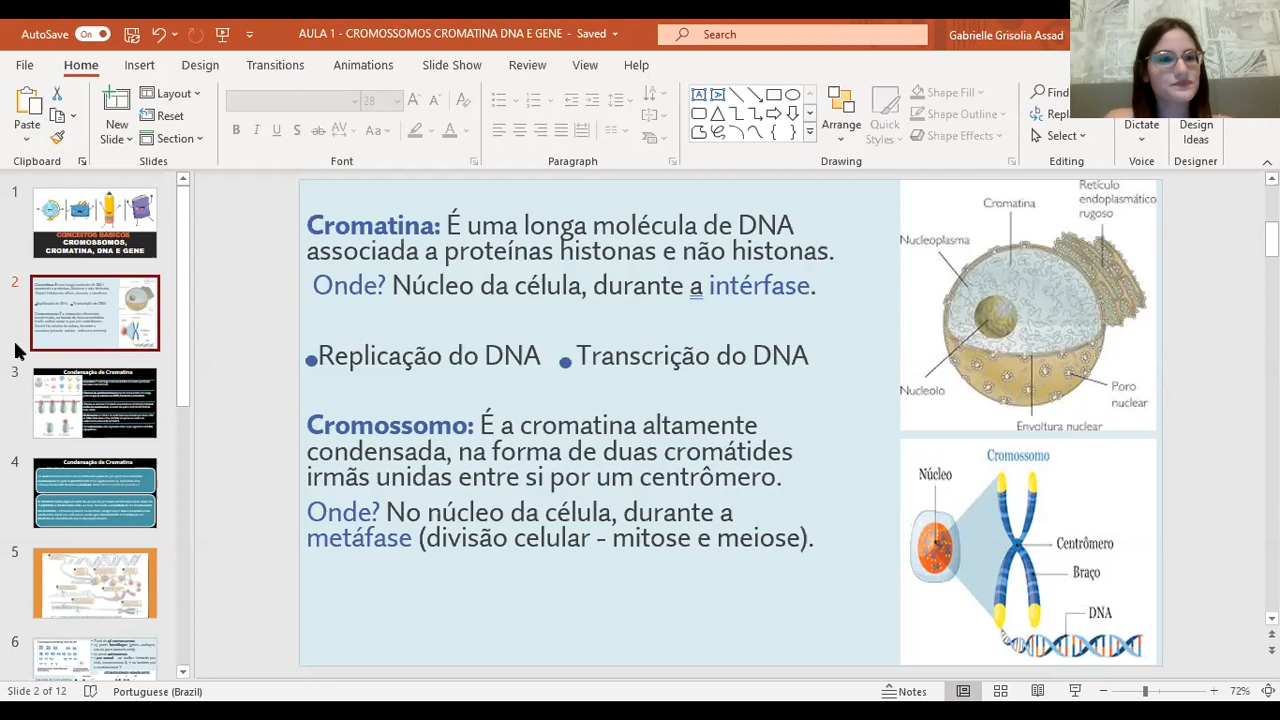 AutoSave On
AULA 1 - CROMOSSOMOS CROMATINA DNA E GENE - Saved
Search
Gabrielle Grisolia Assad
File Home Insert Design Transitions Animations Slide Show Review View Help
Paste
Clipboard
New
Slide
Layout
Reset
Section
Slides
28
Font
Paragraph
Arrange
Quick
Styles
Shape Fill
Shape Outline
Shape Effects
Drawing
Select
Editing
Dictate
Voice
Design
Ideas
Designer
1
CONCEITOS BÁSICOS
CROMOSSOMOS,
CROMATINA, DNA E GENE
2
3
Condensação da Cromatina
4
Condensação da Cromatina
5
6
Cromatina: É uma longa molécula de DNA
associada a proteínas histonas e não histonas.
Onde? Núcleo da célula, durante a intérfase.
•Replicação do DNA •Transcrição do DNA
Cromossomo: É a cromatina altamente
condensada, na forma de duas cromátides
irmãs unidas entre si por um centrômero.
Onde? No núcleo da célula, durante a
metáfase (divisão celular - mitose e meiose).
Retículo
endoplasmático
rugoso
Cromatina
Nucleoplasma
Nucleolo
Poro
nuclear
Envoltura nuclear
Cromossomo
Núcleo
Centrômero
Braço
DNA
Slide 2 of 12
Portuguese (Brazil)
Notes
72%